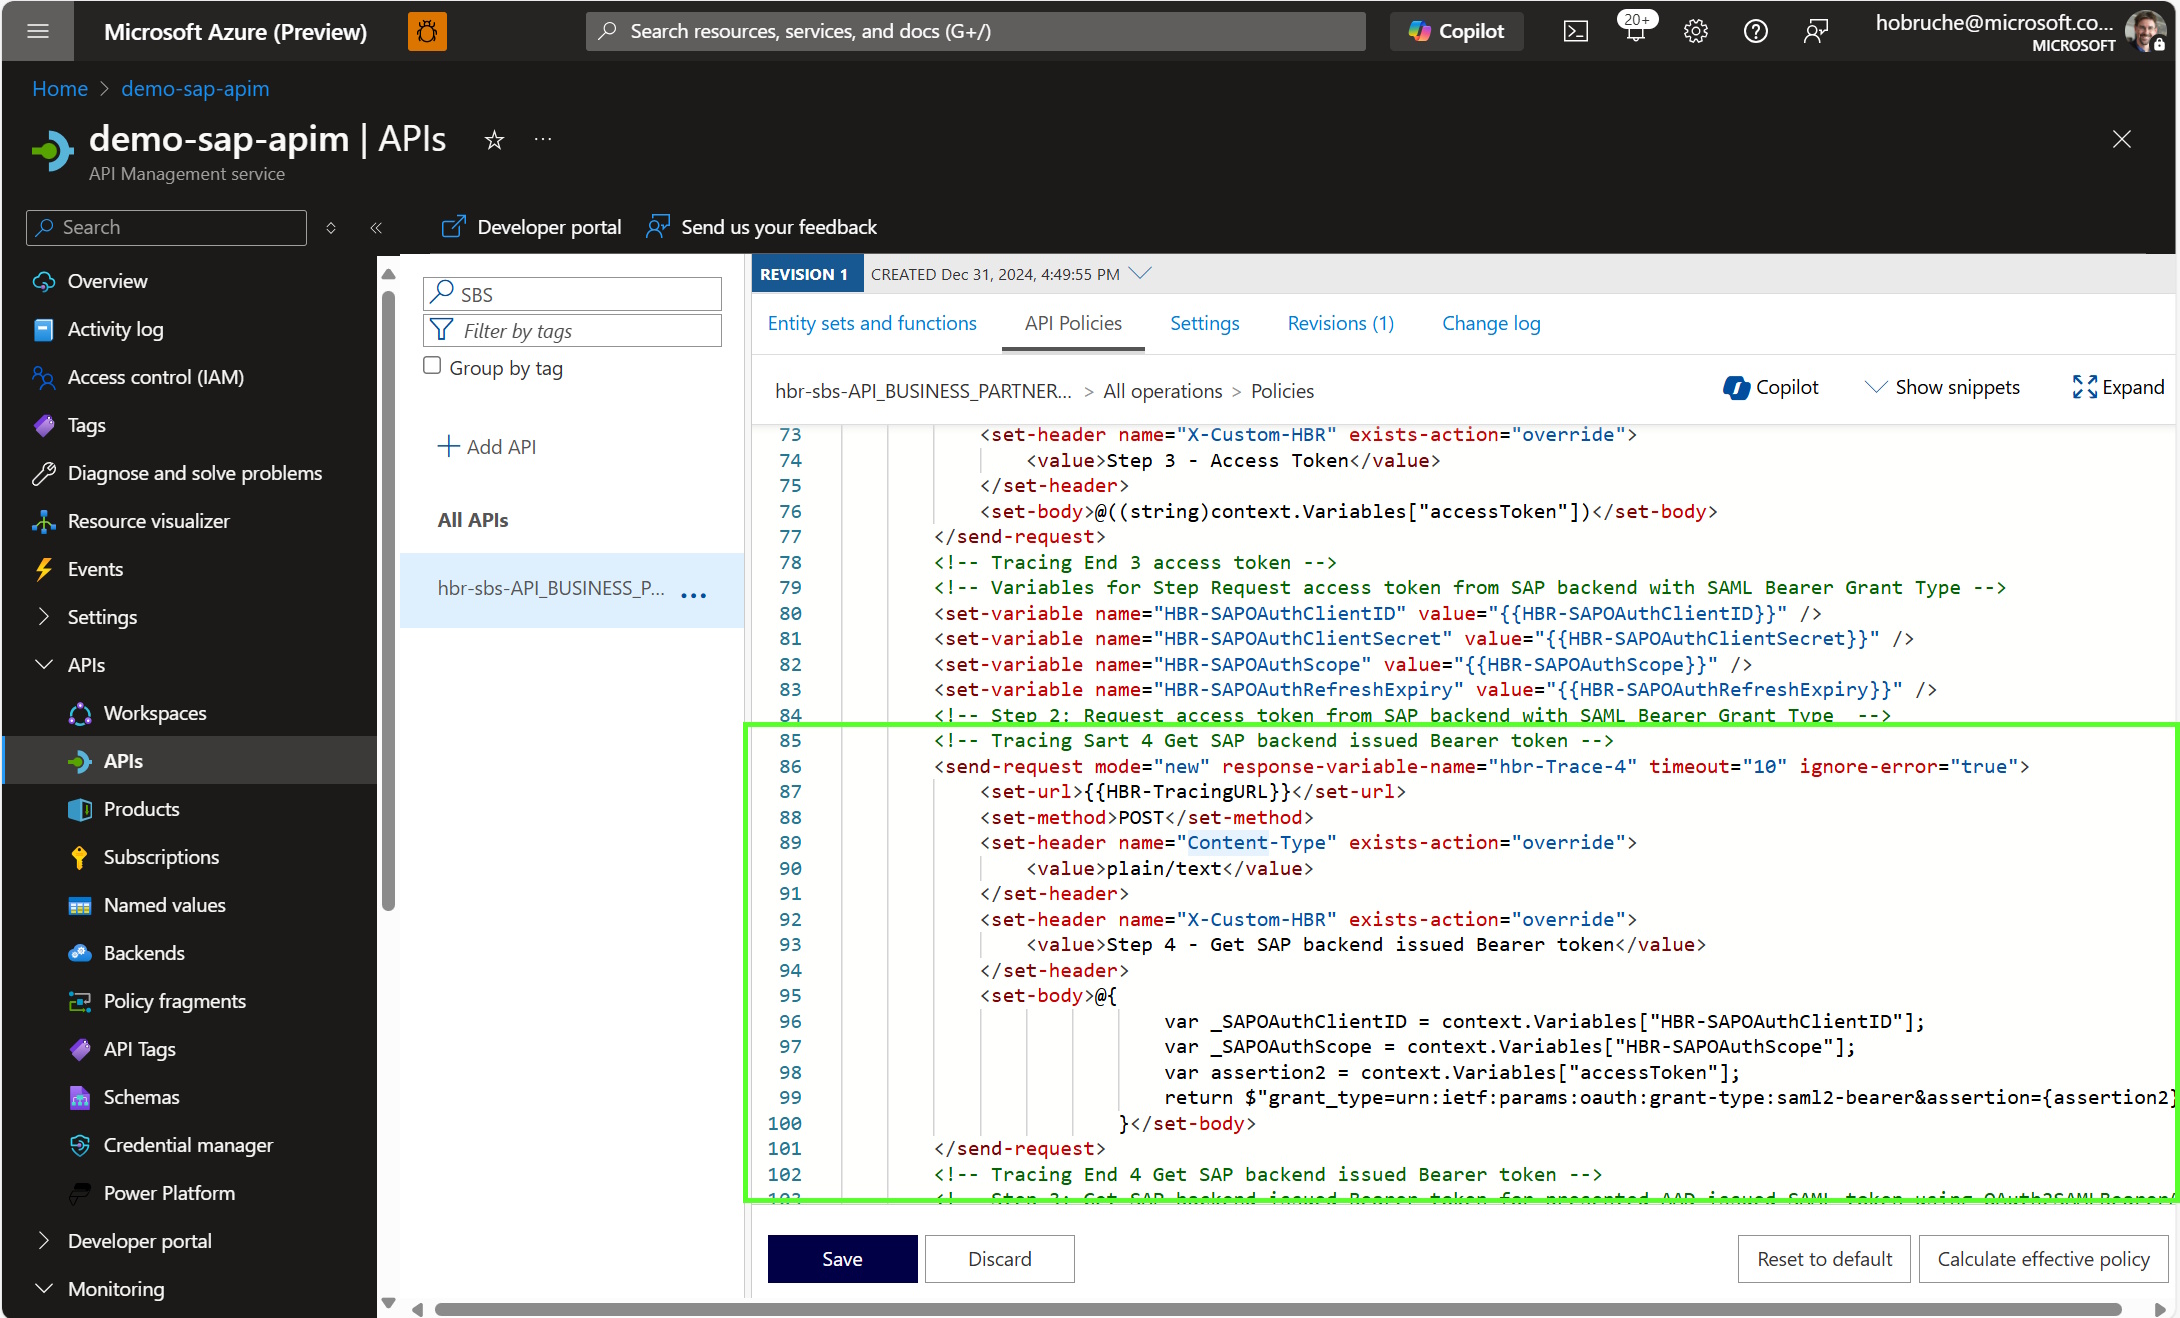 Microsoft Azure (Preview)
Search resources, services, and docs (G+/)
Copilot
20+
hobruche@microsoft.co...
MICROSOFT
Home > demo-sap-apim
demo-sap-apim | APIs
API Management service
Search
Developer portal
Send us your feedback
Overview
Activity log
Access control (IAM)
Tags
Diagnose and solve problems
Resource visualizer
Events
Settings
APIs
Workspaces
APIs
Products
Subscriptions
Named values
Backends
Policy fragments
API Tags
Schemas
Credential manager
Power Platform
Developer portal
Monitoring
SBS
Filter by tags
Group by tag
Add API
All APIs
hbr-sbs-API_BUSINESS_P... ...
REVISION 1 CREATED Dec 31, 2024, 4:49:55 PM
Entity sets and functions
API Policies
Settings
Revisions (1)
Change log
hbr-sbs-API_BUSINESS_PARTNER... > All operations > Policies
Copilot
Show snippets
Expand
73 <set-header name="X-Custom-HBR" exists-action="override">
74 <value>Step 3 - Access Token</value>
75 </set-header>
76 <set-body>@((string)context.Variables["accessToken"])</set-body>
77 </send-request>
78 <!-- Tracing End 3 access token -->
79 <!-- Variables for Step Request access token from SAP backend with SAML Bearer Grant Type -->
80 <set-variable name="HBR-SAPOAuthClientID" value="{{HBR-SAPOAuthClientID}}" />
81 <set-variable name="HBR-SAPOAuthClientSecret" value="{{HBR-SAPOAuthClientSecret}}" />
82 <set-variable name="HBR-SAPOAuthScope" value="{{HBR-SAPOAuthScope}}" />
83 <set-variable name="HBR-SAPOAuthRefreshExpiry" value="{{HBR-SAPOAuthRefreshExpiry}}" />
84 <!-- Step 2: Request access token from SAP backend with SAML Bearer Grant Type  -->
85 <!-- Tracing Sart 4 Get SAP backend issued Bearer token -->
86 <send-request mode="new" response-variable-name="hbr-Trace-4" timeout="10" ignore-error="true">
87 <set-url>{{HBR-TracingURL}}</set-url>
88 <set-method>POST</set-method>
89 <set-header name="Content-Type" exists-action="override">
90 <value>plain/text</value>
91 </set-header>
92 <set-header name="X-Custom-HBR" exists-action="override">
93 <value>Step 4 - Get SAP backend issued Bearer token</value>
94 </set-header>
95 <set-body>@{
96 var _SAPOAuthClientID = context.Variables["HBR-SAPOAuthClientID"];
97 var _SAPOAuthScope = context.Variables["HBR-SAPOAuthScope"];
98 var assertion2 = context.Variables["accessToken"];
99 return $"grant_type=urn:ietf:params:oauth:grant-type:saml2-bearer&assertion={assertion2}
100 }</set-body>
101 </send-request>
102 <!-- Tracing End 4 Get SAP backend issued Bearer token -->
103 <!-- Step 3: Get SAP backend issued Bearer token for presented AAD issued SAML token using
Save
Discard
Reset to default
Calculate effective policy